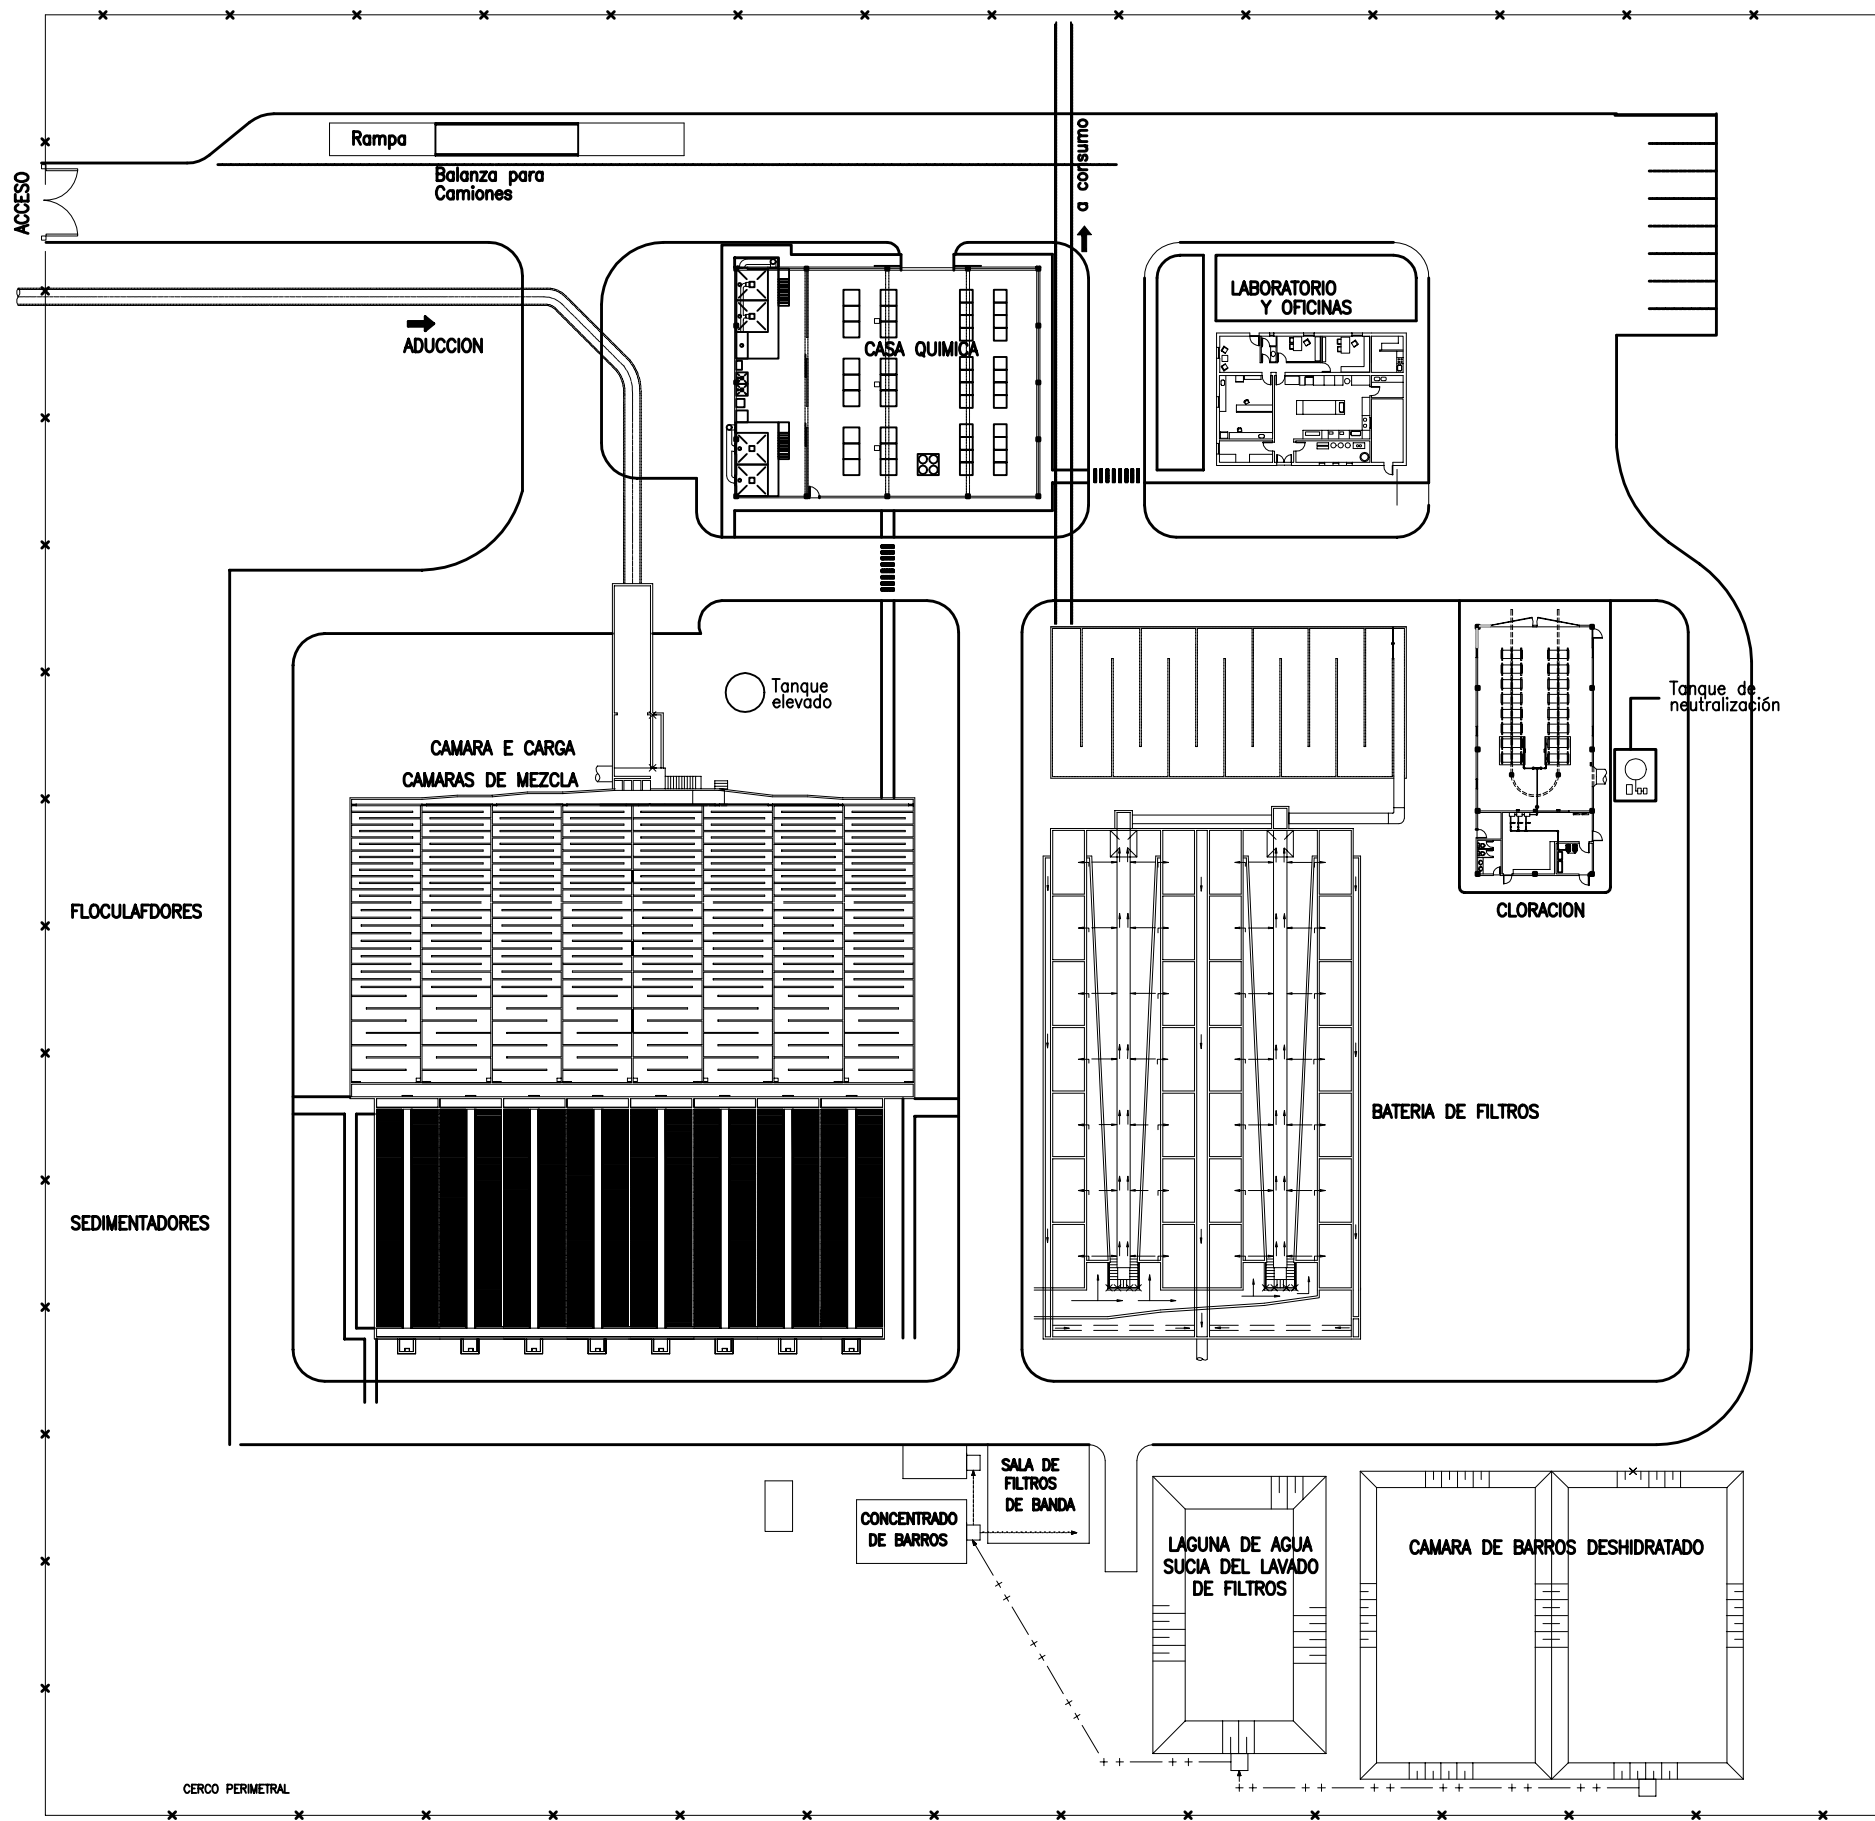 Rampa
Balanza para
Camiones
ACCESO
a consumo
ADUCCION
CASA QUIMICA
LABORATORIO
Y OFICINAS
Tanque
elevado
Tanque de
neutralización
CAMARA E CARGA
CAMARAS DE MEZCLA
FLOCULAFDORES
CLORACION
BATERIA DE FILTROS
SEDIMENTADORES
SALA DE
FILTROS
DE BANDA
CONCENTRADO
DE BARROS
LAGUNA DE AGUA
SUCIA DEL LAVADO
DE FILTROS
CAMARA DE BARROS DESHIDRATADO
CERCO PERIMETRAL